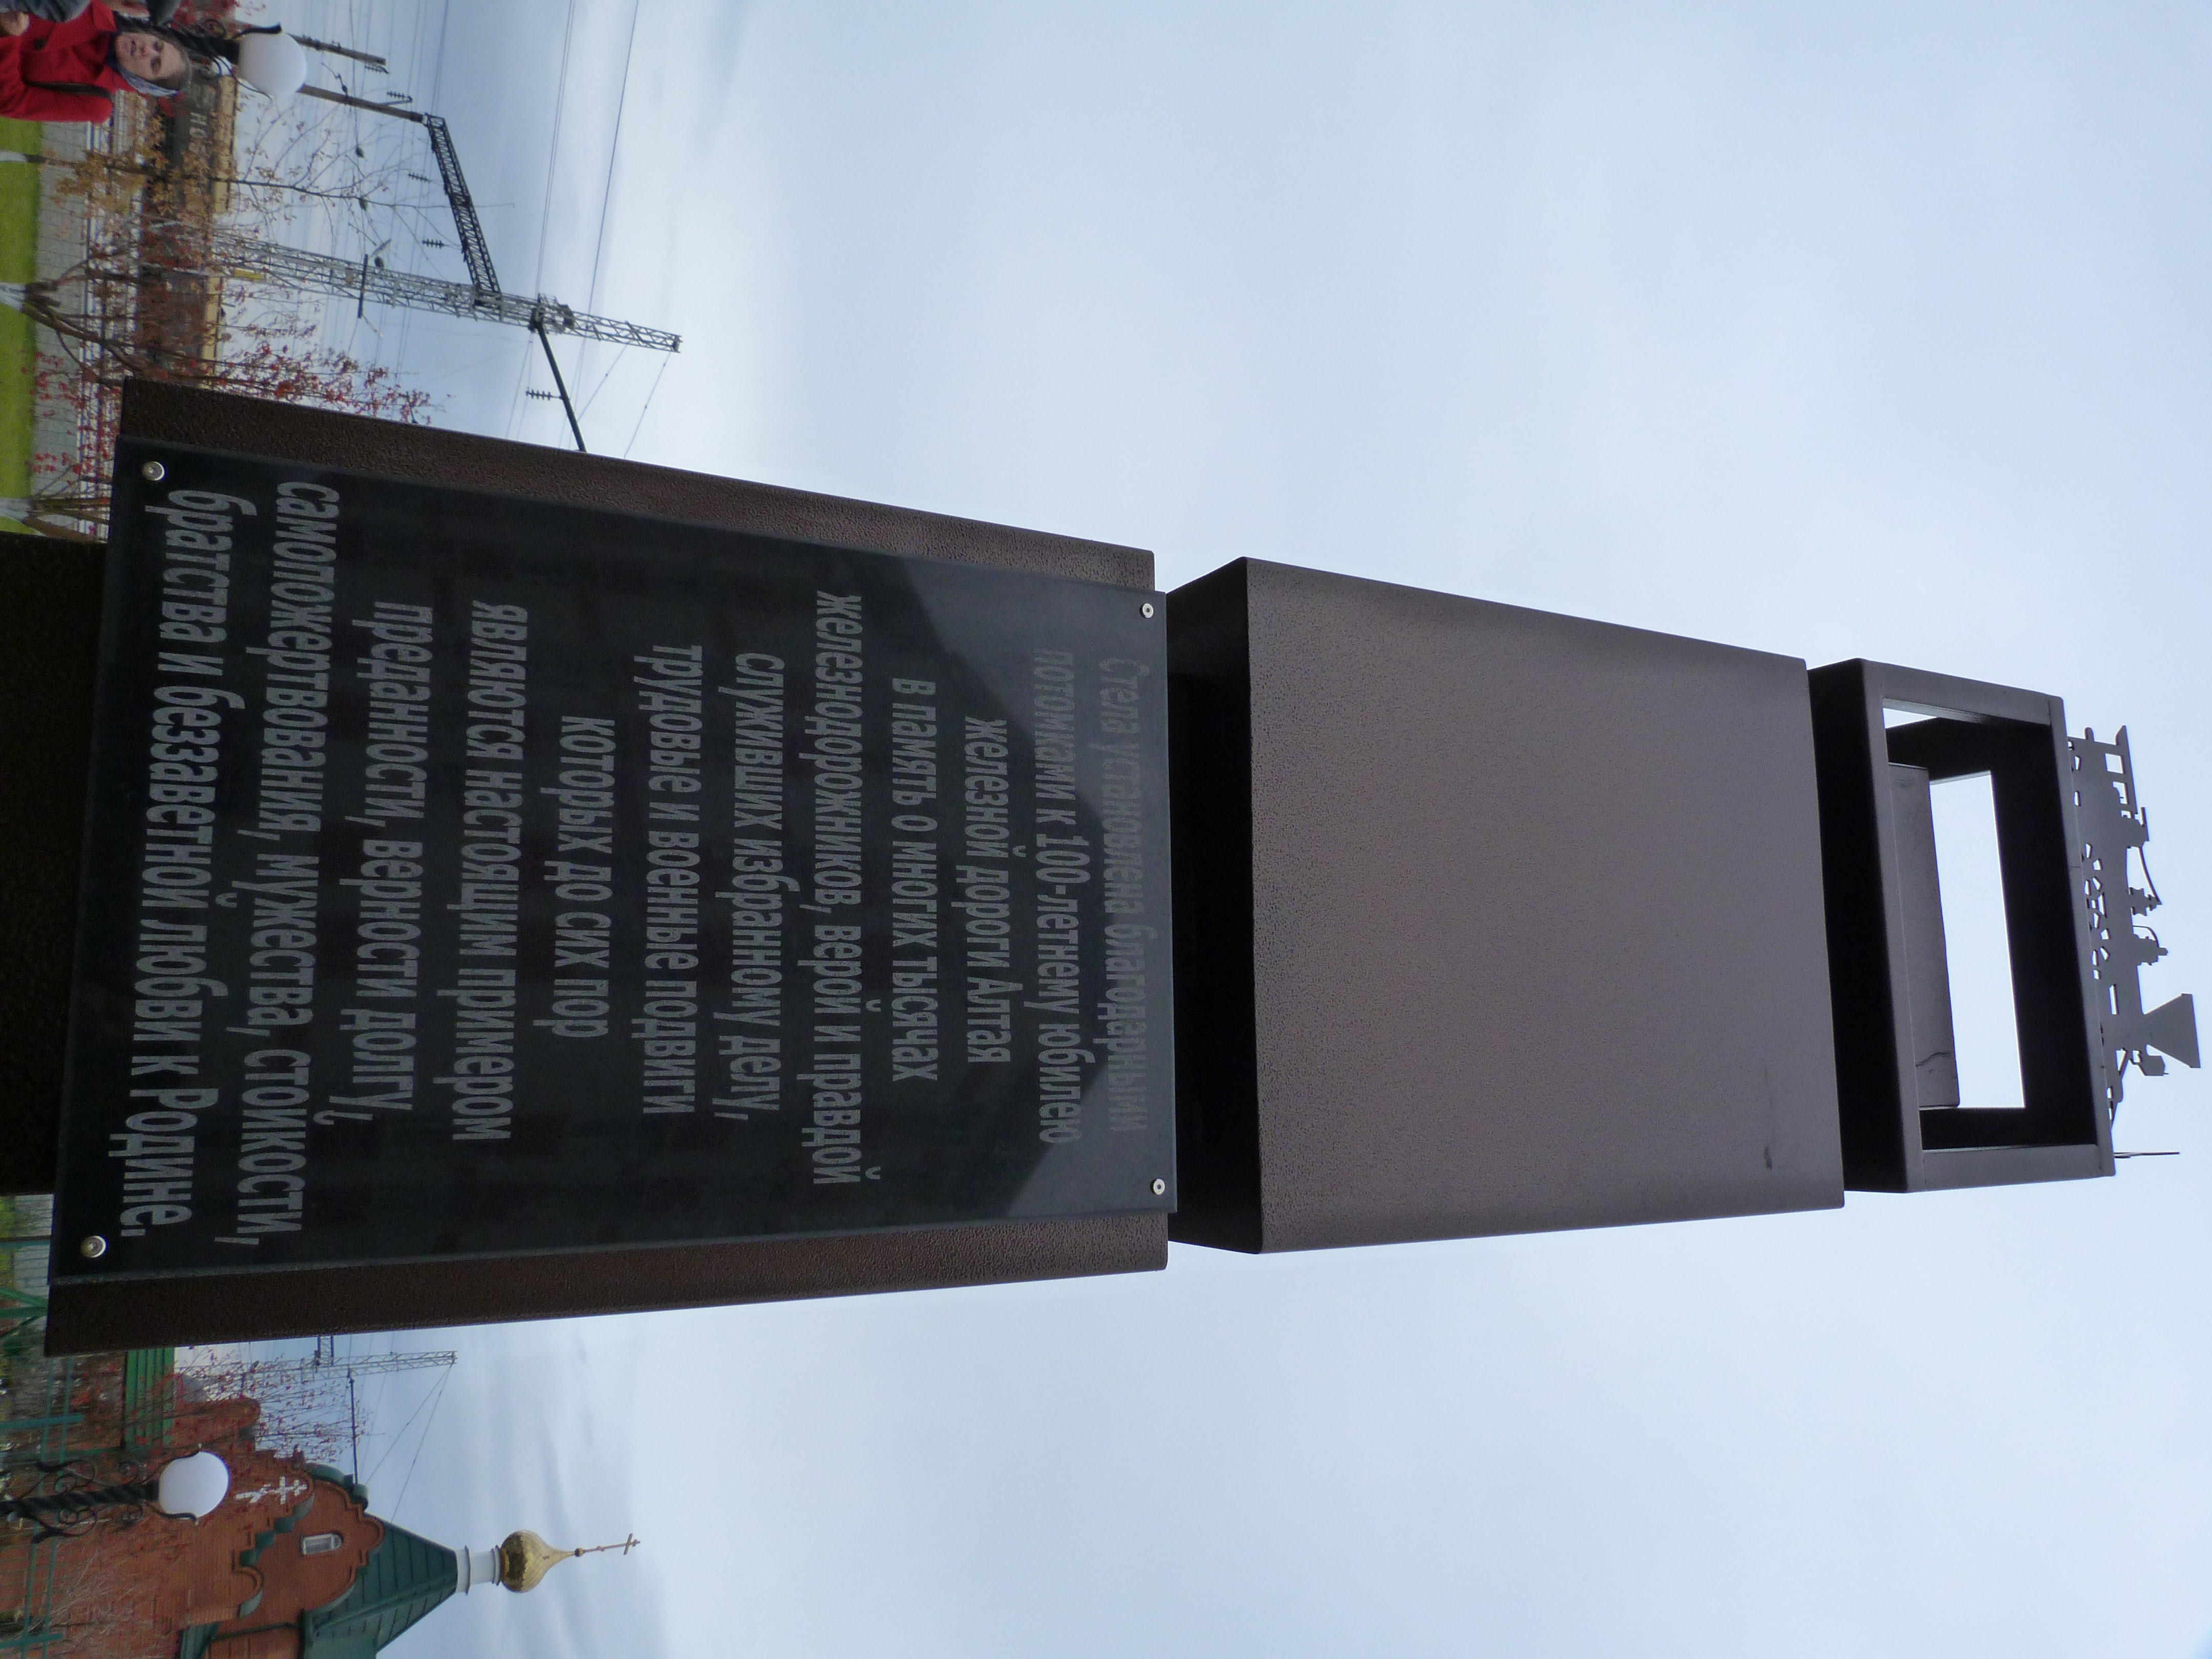 Стела установлена благодарными
потомками к 100-летнему юбилею
железной дороги Алтая
в память о многих тысячах
железнодорожников, верой и правдой
служивших избранному делу,
трудовые и военные подвиги
которых до сих пор
являются настоящим примером
преданности, верности долгу,
самопожертвования, мужества, стойкости,
братства и беззаветной любви к Родине.